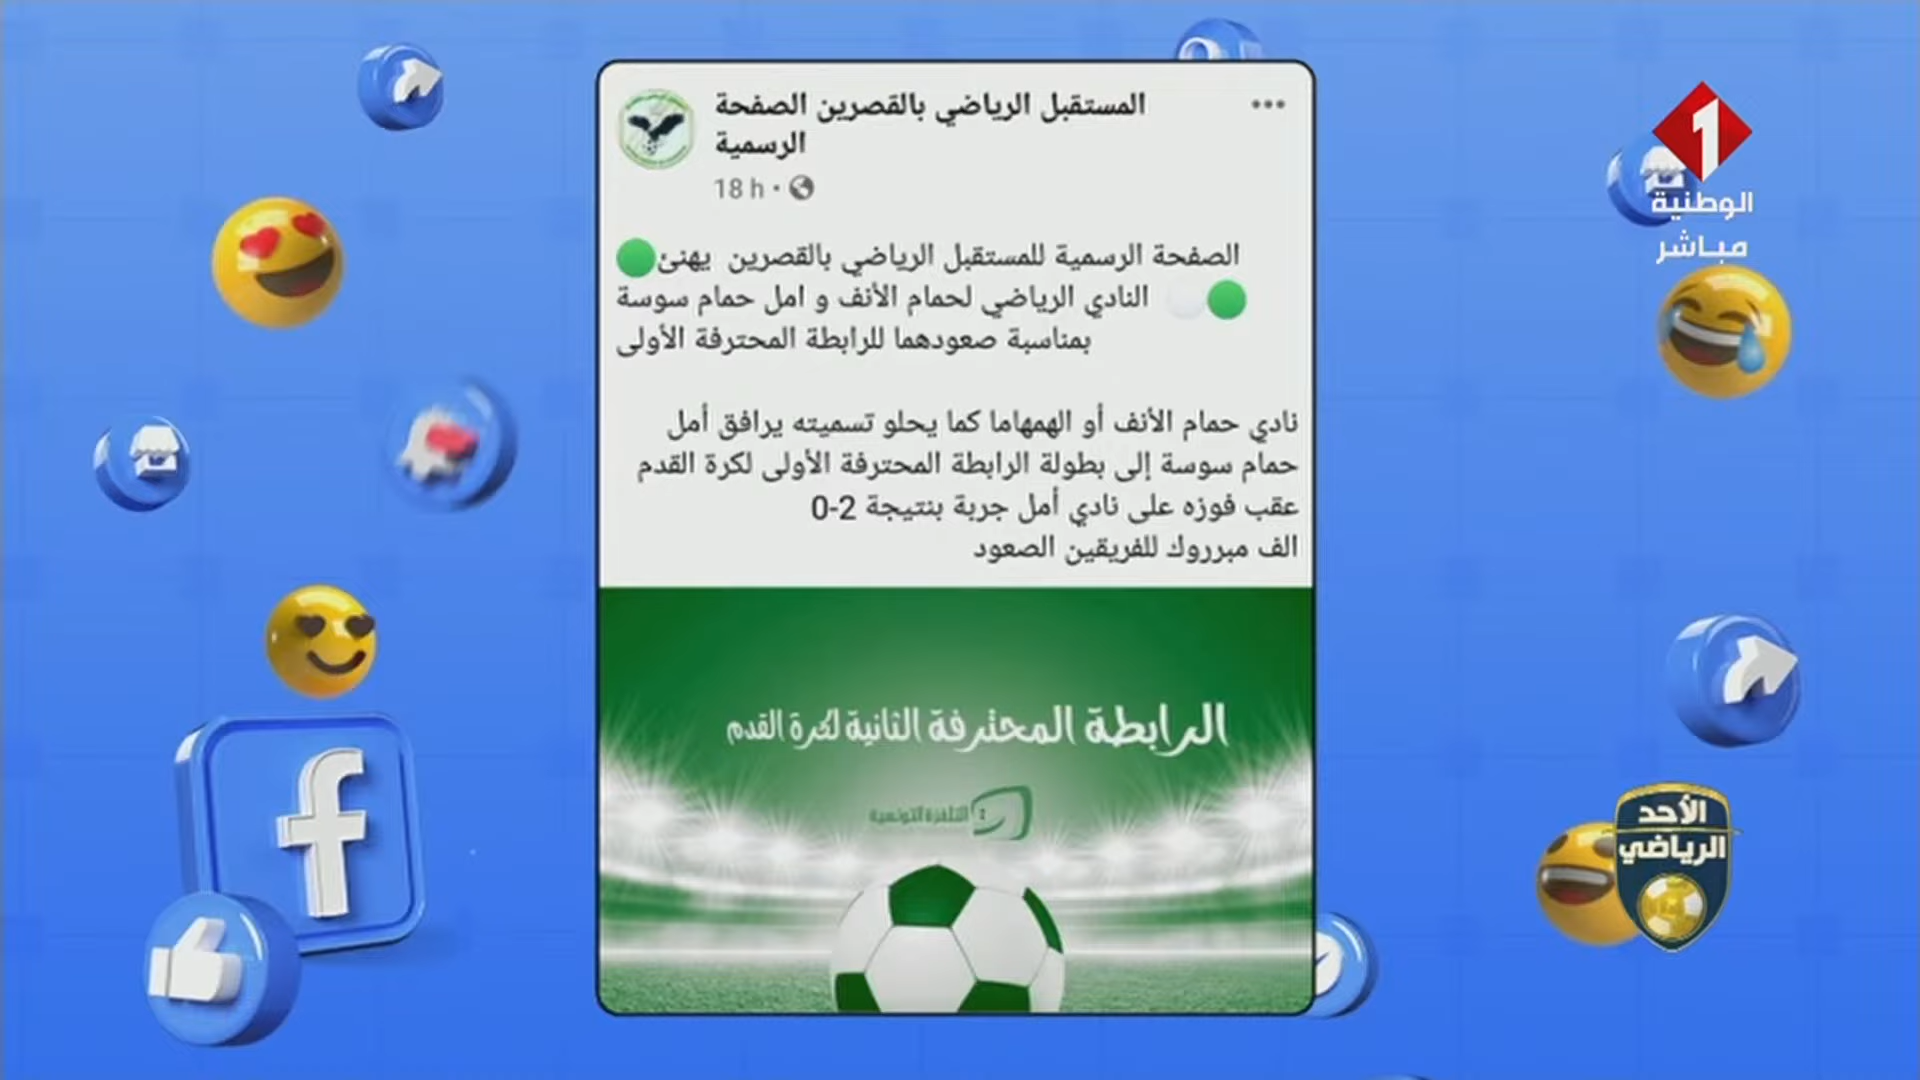 المستقبل الرياضي بالقصرين الصفحة
الرسمية
18 h
الصفحة الرسمية للمستقبل الرياضي بالقصرين يهنئ
النادي الرياضي لحمام الأنف و امل حمام سوسة
بمناسبة صعودهما للرابطة المحترفة الأولى
نادي حمام الأنف أو الهمهاما كما يحلو تسميته يرافق أمل
حمام سوسة إلى بطولة الرابطة المحترفة الأولى لكرة القدم
عقب فوزه على نادي أمل جربة بنتيجة 2-0
الف مبرروك للفريقين الصعود
الرابطة المحترفة الثانية لكرة القدم
التلفزة التونسية
1
الوطنية
مباشر
الأحد
الرياضي
f